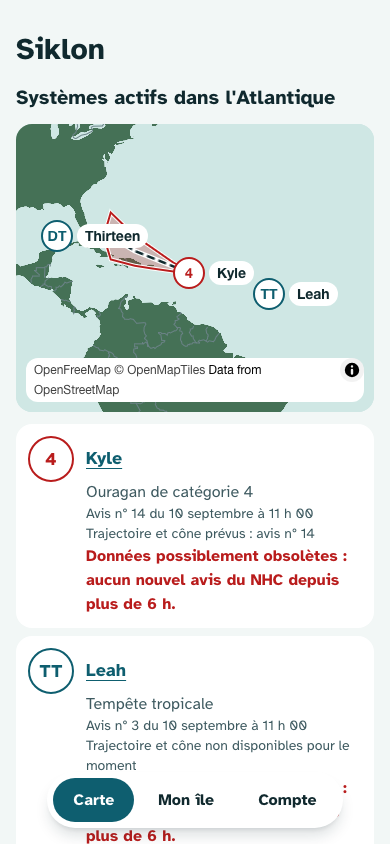 Siklon
Systèmes actifs dans l'Atlantique
DT Thirteen
4 Kyle
TT Leah
OpenFreeMap © OpenMapTiles Data from
OpenStreetMap
4
Kyle
Ouragan de catégorie 4
Avis n° 14 du 10 septembre à 11 h 00
Trajectoire et cône prévus : avis n° 14
Données possiblement obsolètes :
aucun nouvel avis du NHC depuis
plus de 6 h.
TT
Leah
Tempête tropicale
Avis n° 3 du 10 septembre à 11 h 00
Trajectoire et cône non disponibles pour le
moment
:
Carte Mon île Compte
plus de 6 h.